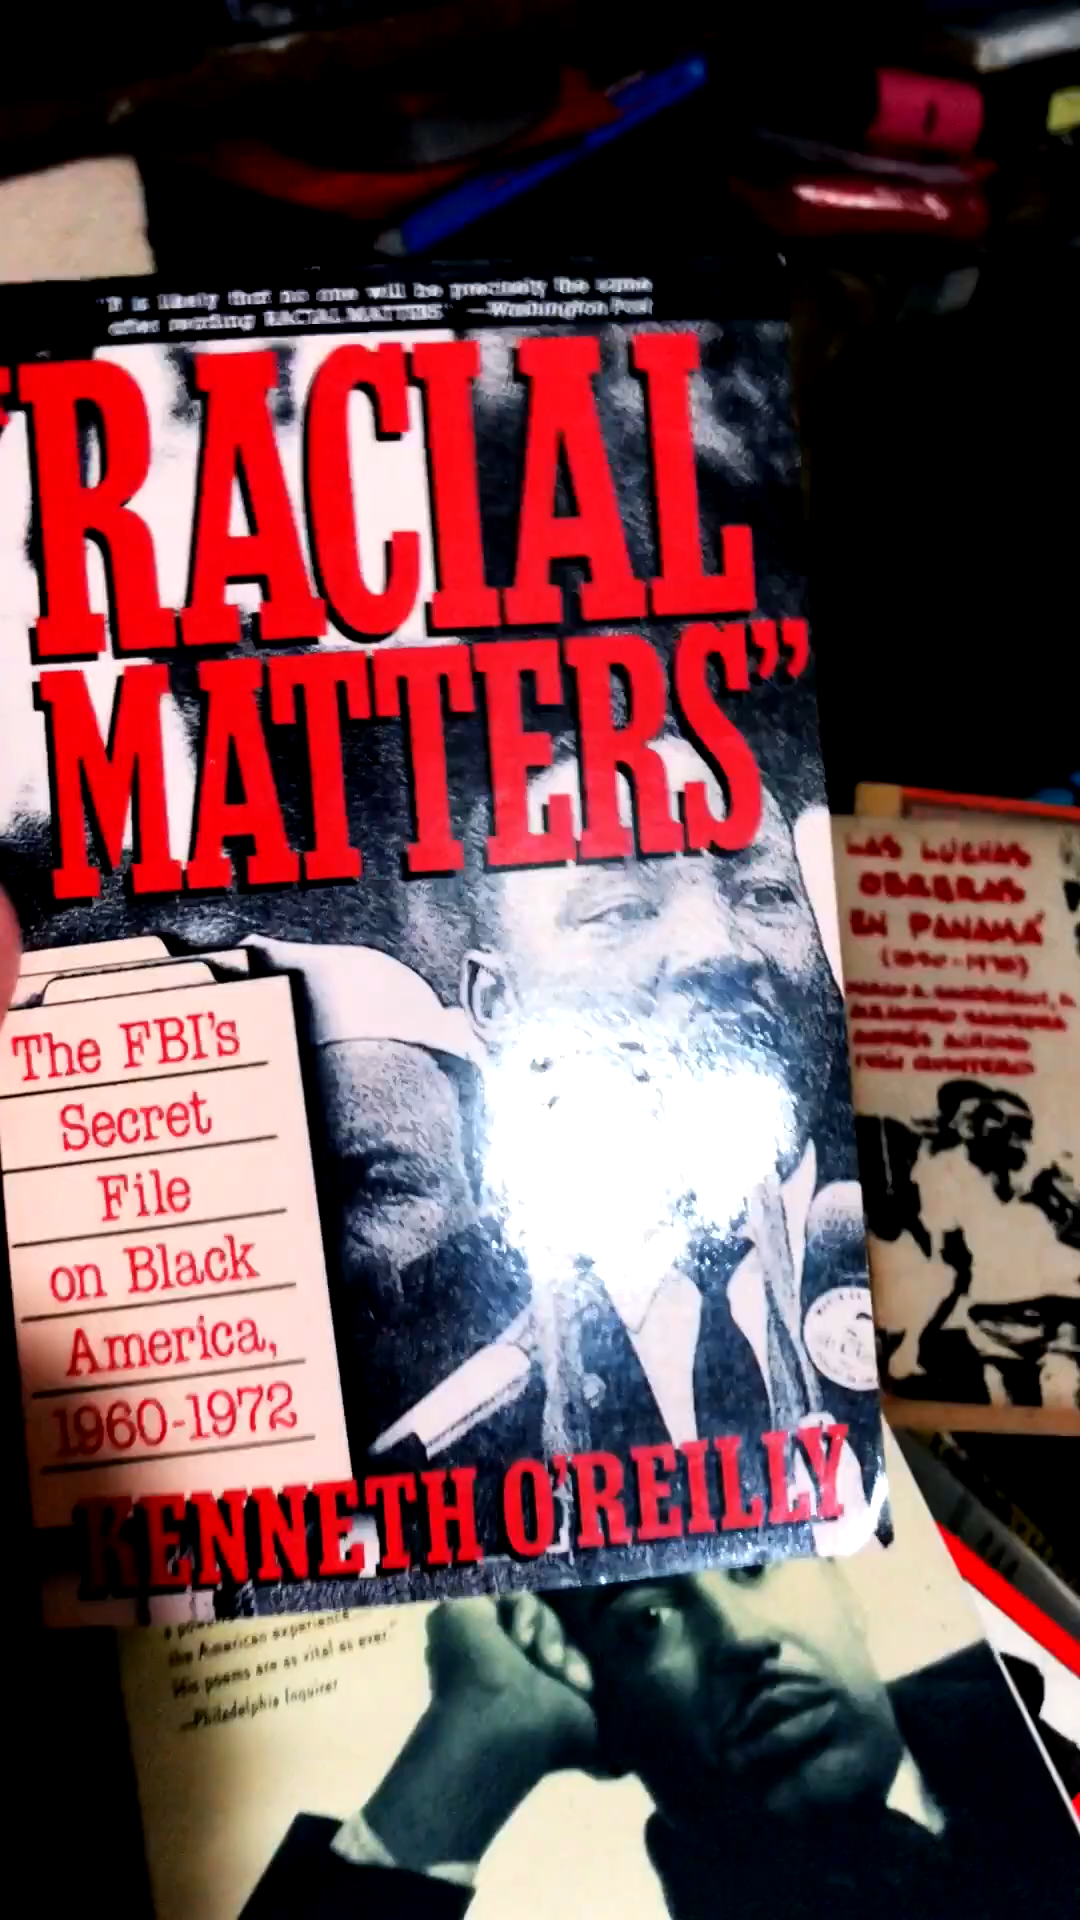 "It is likely that no one will be precisely the same
after reading RACIAL MATTERS." —Washington Post
"RACIAL
MATTERS"
The FBI's
Secret
File
on Black
America,
1960-1972
KENNETH O'REILLY
the American experience
His poems are as vital as ever."
—Philadelphia Inquirer
LAS LUCHAS
OBRERAS
EN PANAMÁ